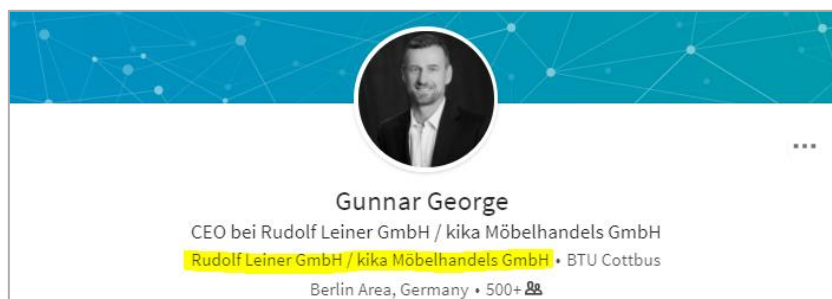 Gunnar George
CEO bei Rudolf Leiner GmbH / kika Möbelhandels GmbH
Rudolf Leiner GmbH / kika Möbelhandels GmbH • BTU Cottbus
Berlin Area, Germany • 500+